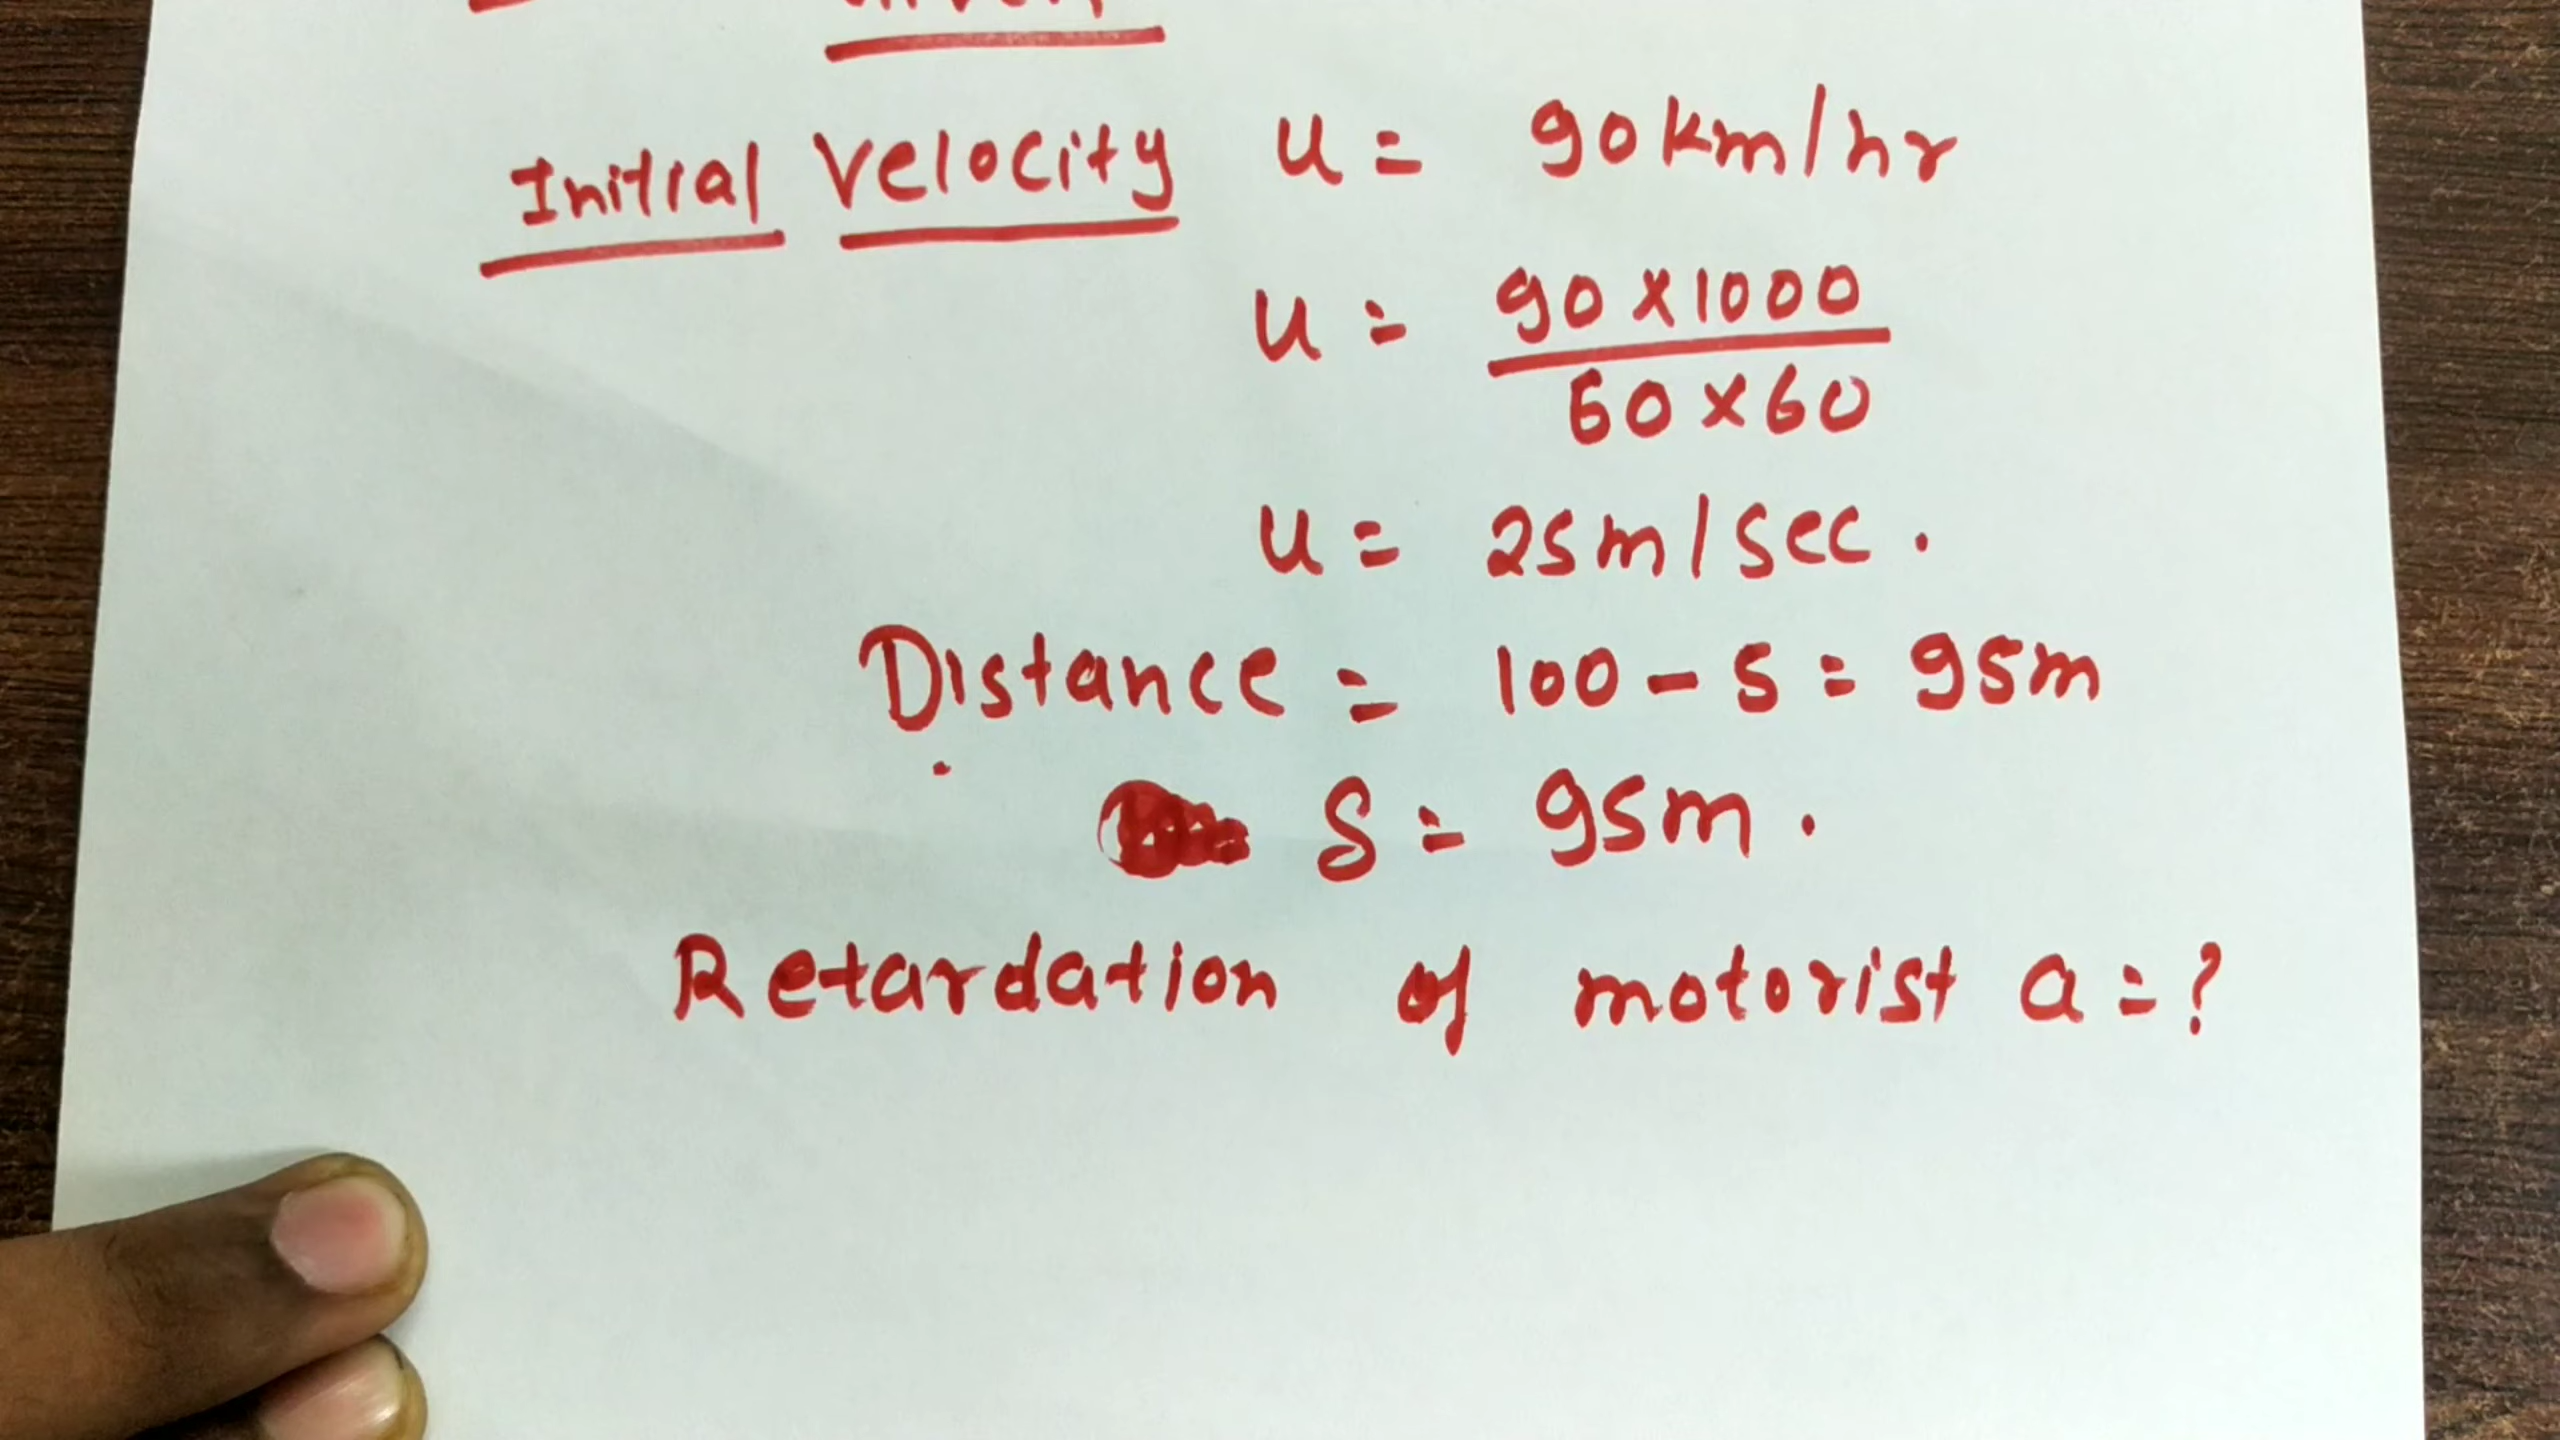 Initial Velocity u = 90km/hr
u = 90 x 1000
60 x 60
u = 25m/sec.
Distance = 100 - 5 = 95m
S = 95m.
Retardation of motorist a = ?